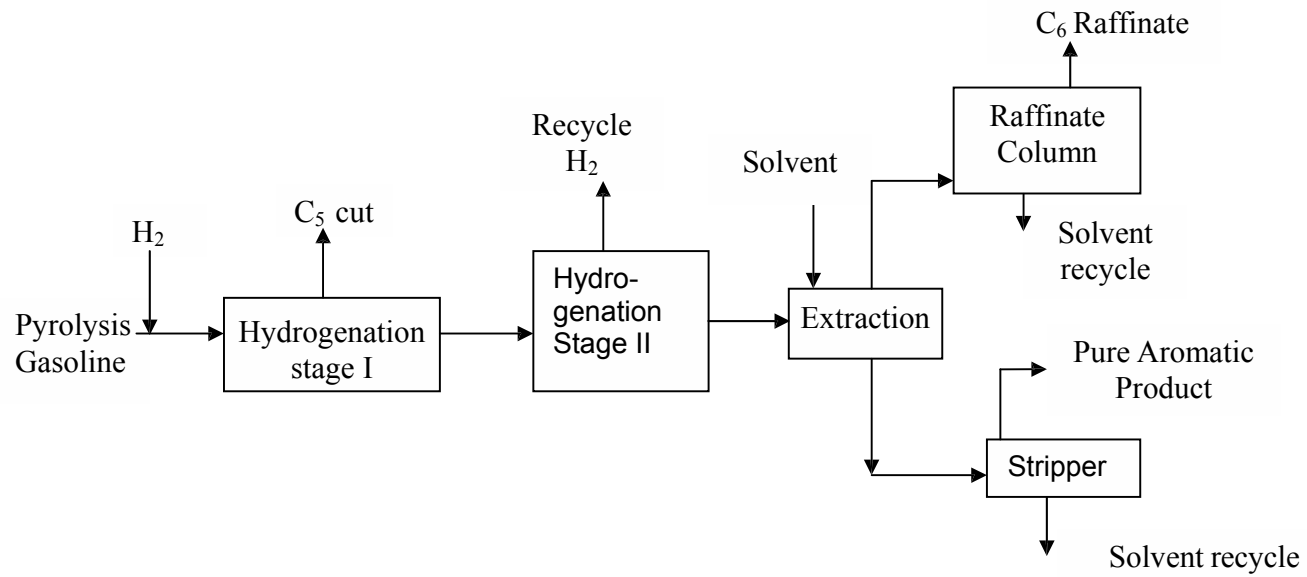 C₆ Raffinate
Raffinate
Column
Recycle
H₂
Solvent
C₅ cut
H₂
Solvent
recycle
Hydro-
genation
Stage II
Extraction
Pyrolysis
Gasoline
Hydrogenation
stage I
Pure Aromatic
Product
Stripper
Solvent recycle